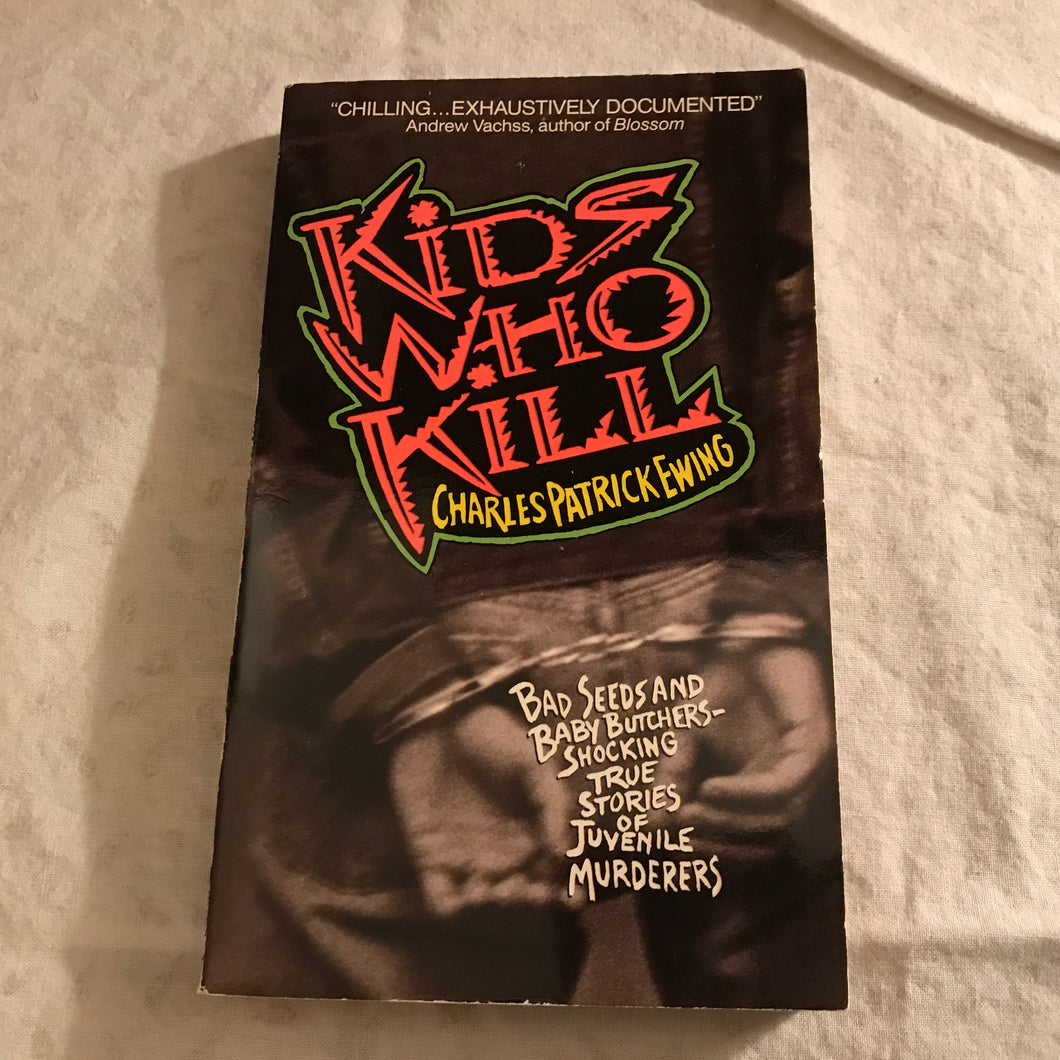 "CHILLING...EXHAUSTIVELY DOCUMENTED"
Andrew Vachss, author of Blossom
KiDS
WHO
KiLL
CHARLES PATRICK EWING
BAD SEEDS AND
BABY BUTCHERS-
SHOCKING
TRUE
STORIES
OF
JUVENILE
MURDERERS